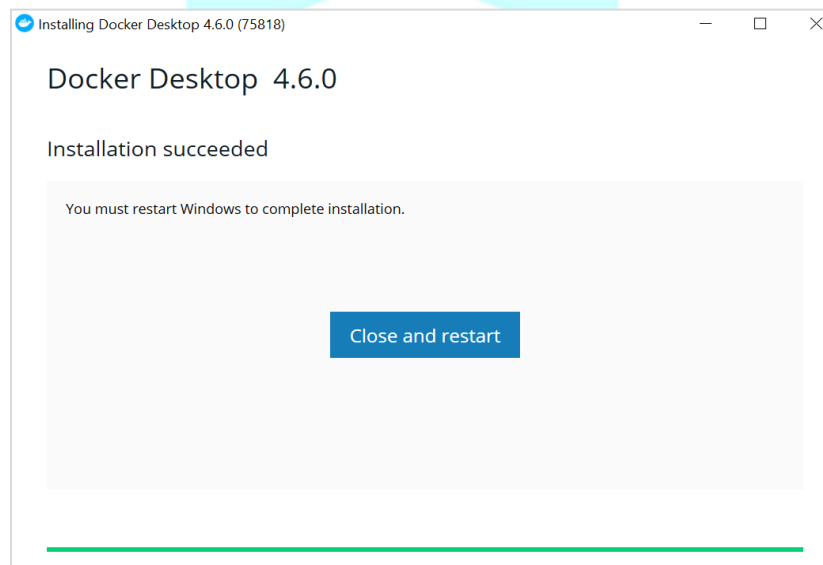 Installing Docker Desktop 4.6.0 (75818)
Docker Desktop 4.6.0
Installation succeeded
You must restart Windows to complete installation.
Close and restart